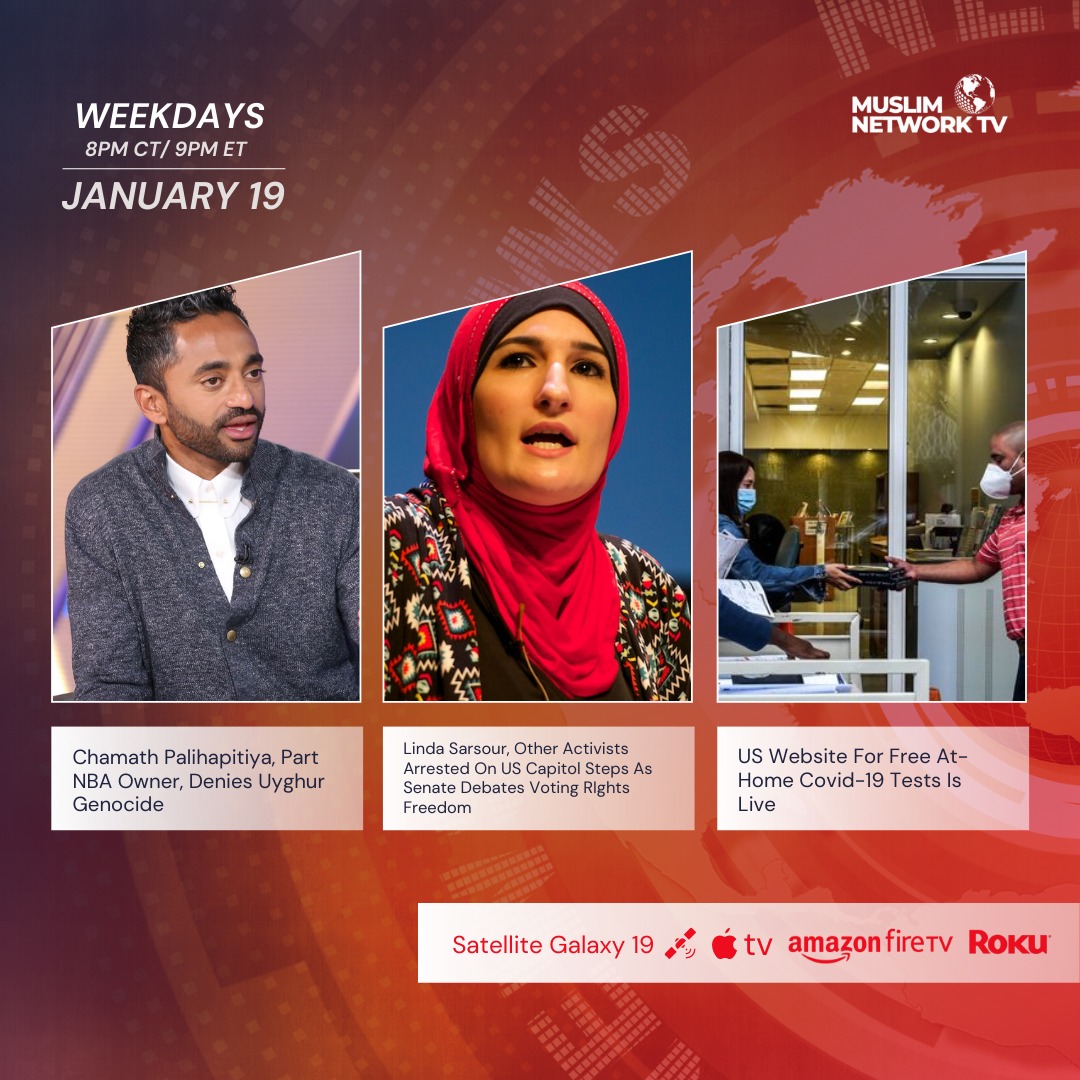 WEEKDAYS
8PM CT/ 9PM ET
JANUARY 19
MUSLIM
NETWORK TV
NEWS
Chamath Palihapitiya, Part
NBA Owner, Denies Uyghur
Genocide
Linda Sarsour, Other Activists
Arrested On US Capitol Steps As
Senate Debates Voting RIghts
Freedom
US Website For Free At-
Home Covid-19 Tests Is
Live
Satellite Galaxy 19
tv
amazon fireTV
ROKU